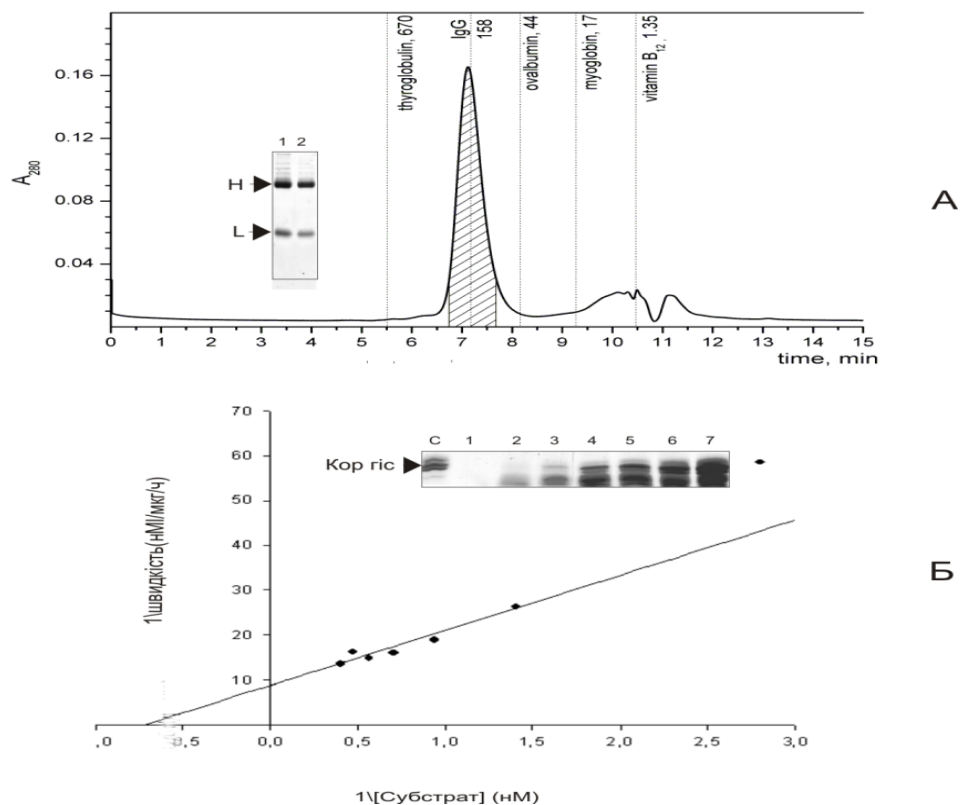 thyroglobulin, 670
IgG
158
ovalbumin, 44
myoglobin, 17
vitamin B12, 1.35
A280
0.16
0.12
0.08
0.04
1 2
H
L
А
0 1 2 3 4 5 6 7 8 9 10 11 12 13 14 15
time, min
70
60
50
40
30
20
10
C 1 2 3 4 5 6 7
Кор гіс
1\швидкість(нМІ/мкг/ч)
Б
,0 ,5 0,0 0,5 1,0 1,5 2,0 2,5 3,0
1\[Субстрат] (нМ)